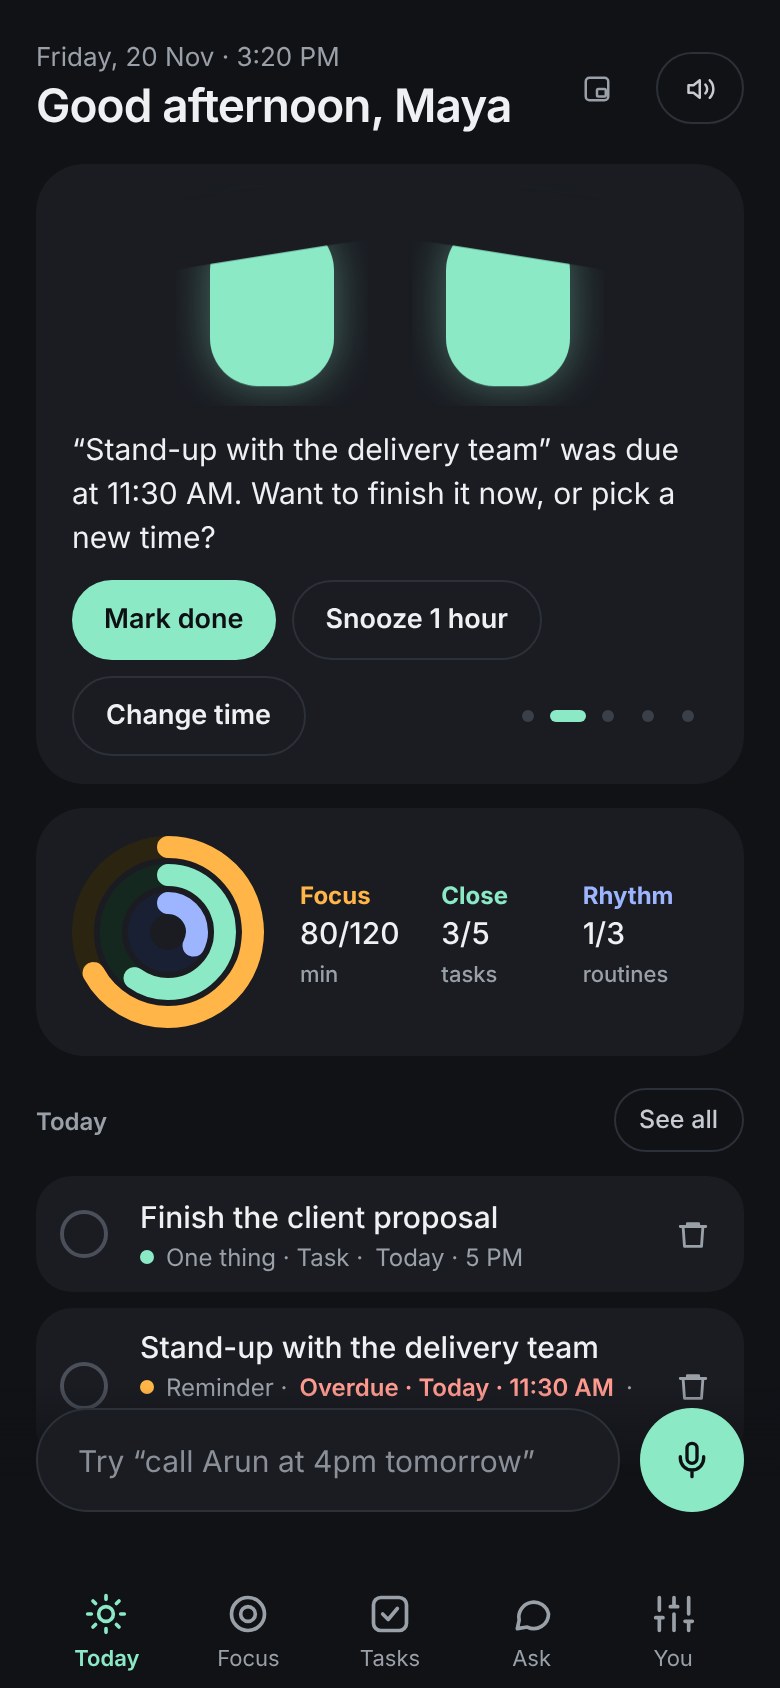 Friday, 20 Nov · 3:20 PM
Good afternoon, Maya
“Stand-up with the delivery team” was due
at 11:30 AM. Want to finish it now, or pick a
new time?
Mark done
Snooze 1 hour
Change time
Focus
80/120
min
Close
3/5
tasks
Rhythm
1/3
routines
Today
See all
Finish the client proposal
One thing · Task · Today · 5 PM
Stand-up with the delivery team
Reminder · Overdue · Today · 11:30 AM ·
Try “call Arun at 4pm tomorrow”
Today
Focus
Tasks
Ask
You